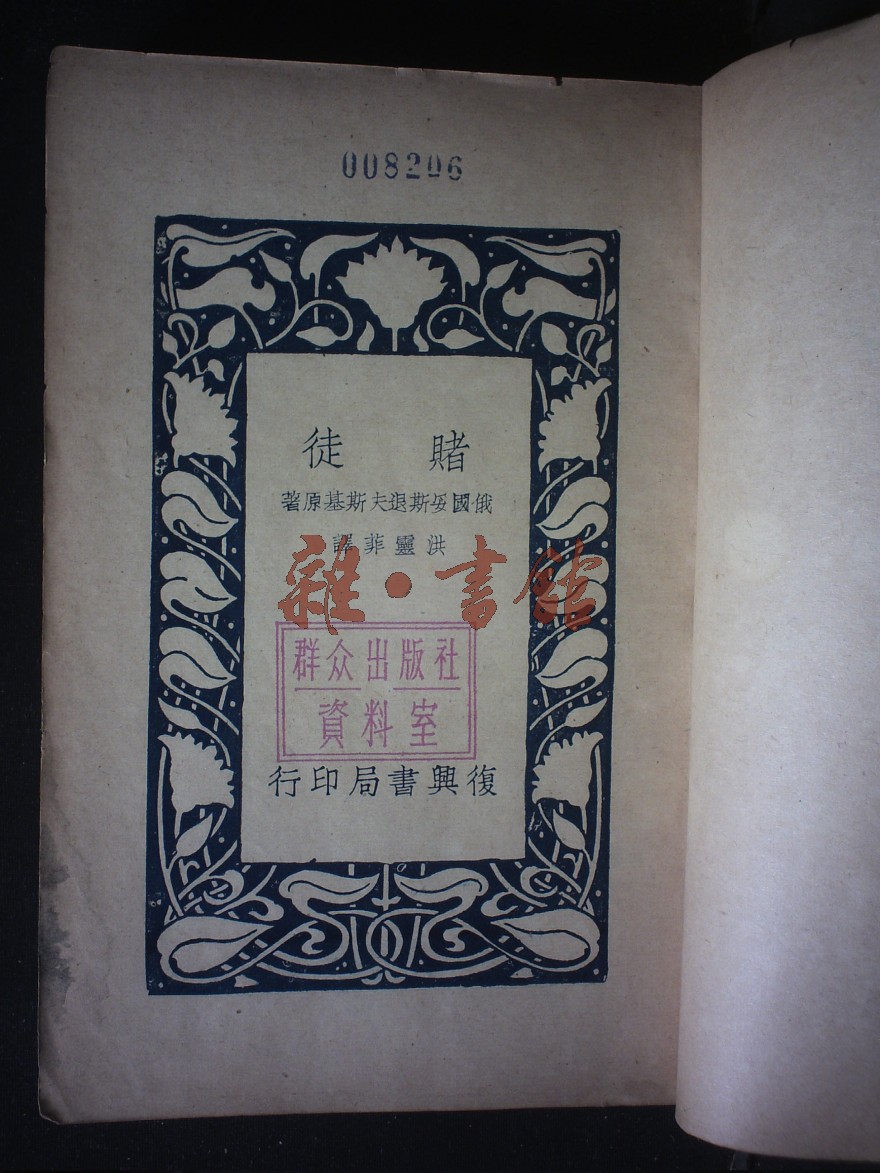 008206
賭徒
俄國妥斯退夫斯基原著
洪靈菲譯
雜·書館
群众出版社
資料室
復興書局印行